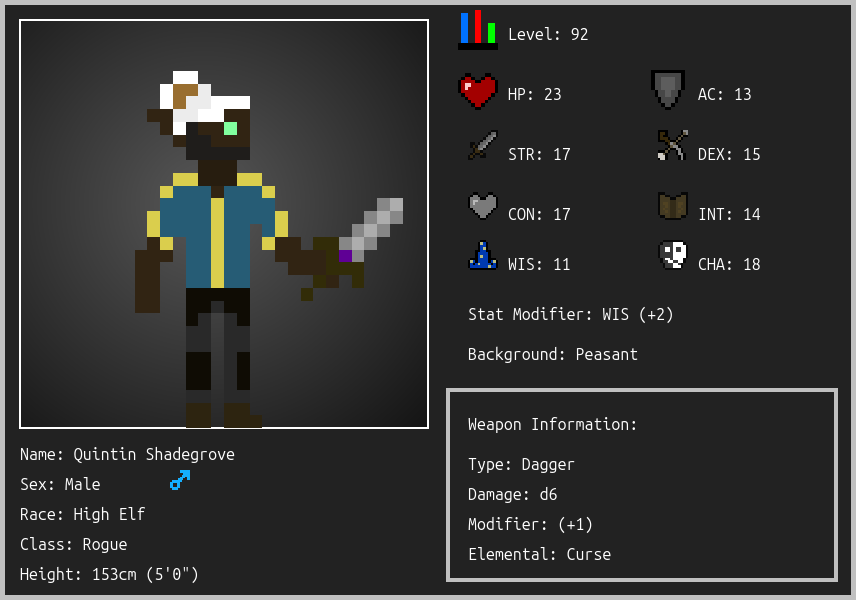 Level: 92
HP: 23
AC: 13
STR: 17
DEX: 15
CON: 17
INT: 14
WIS: 11
CHA: 18
Stat Modifier: WIS (+2)
Background: Peasant
Weapon Information:
Type: Dagger
Damage: d6
Modifier: (+1)
Elemental: Curse
Name: Quintin Shadegrove
Sex: Male
Race: High Elf
Class: Rogue
Height: 153cm (5'0")